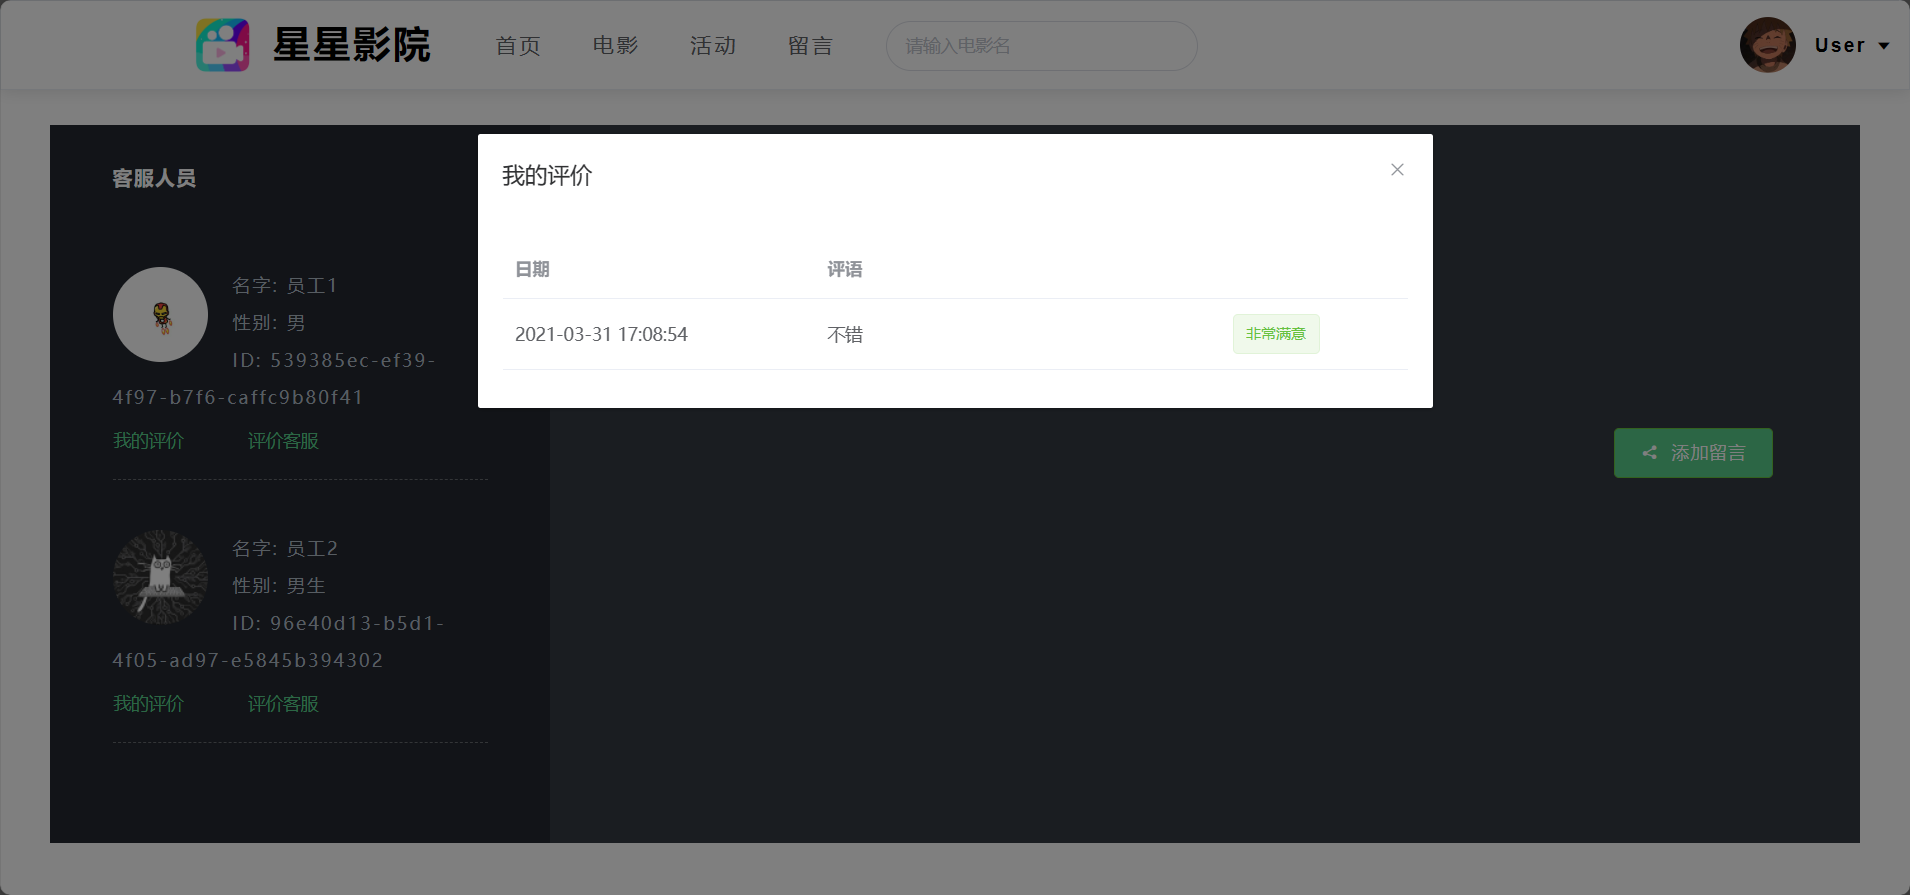 星星影院
首页 电影 活动 留言 请输入电影名 User
客服人员
名字: 员工1
性别: 男
ID: 539385ec-ef39-
4f97-b7f6-caffc9b80f41
我的评价 评价客服
名字: 员工2
性别: 男生
ID: 96e40d13-b5d1-
4f05-ad97-e5845b394302
我的评价 评价客服
我的评价
日期 评语
2021-03-31 17:08:54 不错 非常满意
添加留言